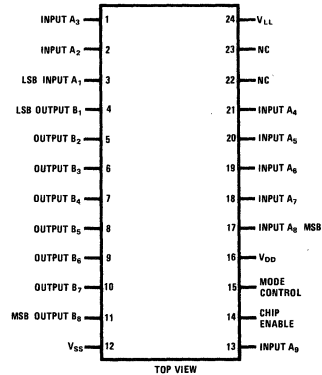 INPUT A₃ 1 24 V_LL
INPUT A₂ 2 23 NC
LSB INPUT A₁ 3 22 NC
LSB OUTPUT B₁ 4 21 INPUT A₄
OUTPUT B₂ 5 20 INPUT A₅
OUTPUT B₃ 6 19 INPUT A₆
OUTPUT B₄ 7 18 INPUT A₇
OUTPUT B₅ 8 17 INPUT A₈ MSB
OUTPUT B₆ 9 16 V_DD
OUTPUT B₇ 10 15 MODE
CONTROL
MSB OUTPUT B₈ 11 14 CHIP
ENABLE
V_SS 12 13 INPUT A₉
TOP VIEW